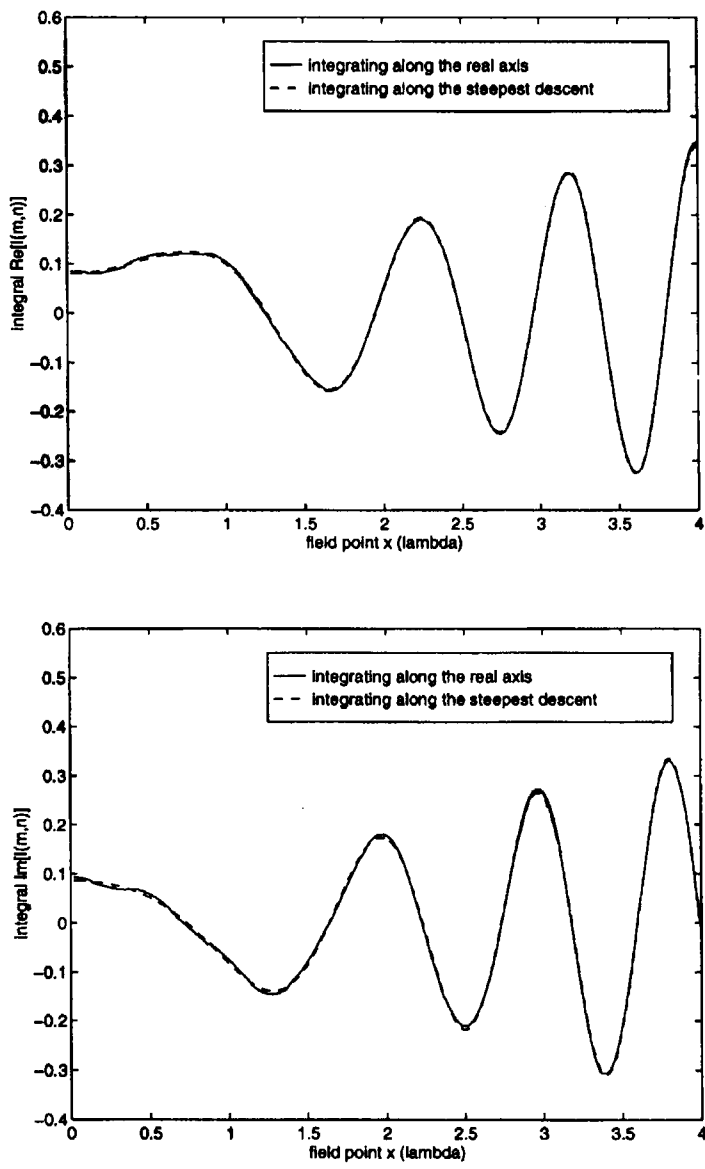 0.6
0.5
0.4
0.3
0.2
0.1
0
−0.1
−0.2
−0.3
−0.4
integral Re[I(m,n)]
integrating along the real axis
integrating along the steepest descent
0 0.5 1 1.5 2 2.5 3 3.5 4
field point x (lambda)
0.6
0.5
0.4
0.3
0.2
0.1
0
−0.1
−0.2
−0.3
−0.4
integral Im[I(m,n)]
integrating along the real axis
integrating along the steepest descent
0 0.5 1 1.5 2 2.5 3 3.5 4
field point x (lambda)